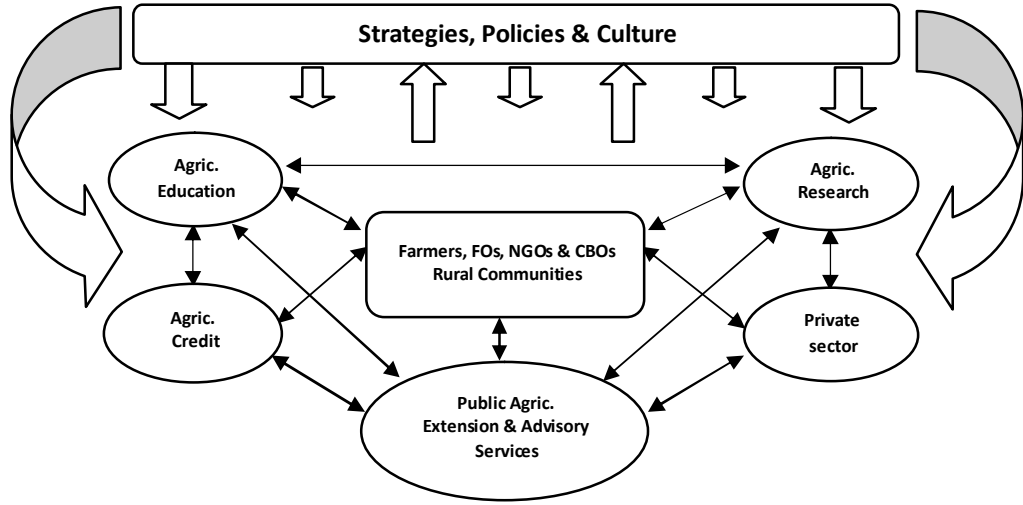 Strategies, Policies & Culture
Agric.
Education
Agric.
Research
Farmers, FOs, NGOs & CBOs
Rural Communities
Agric.
Credit
Private
sector
Public Agric.
Extension & Advisory
Services